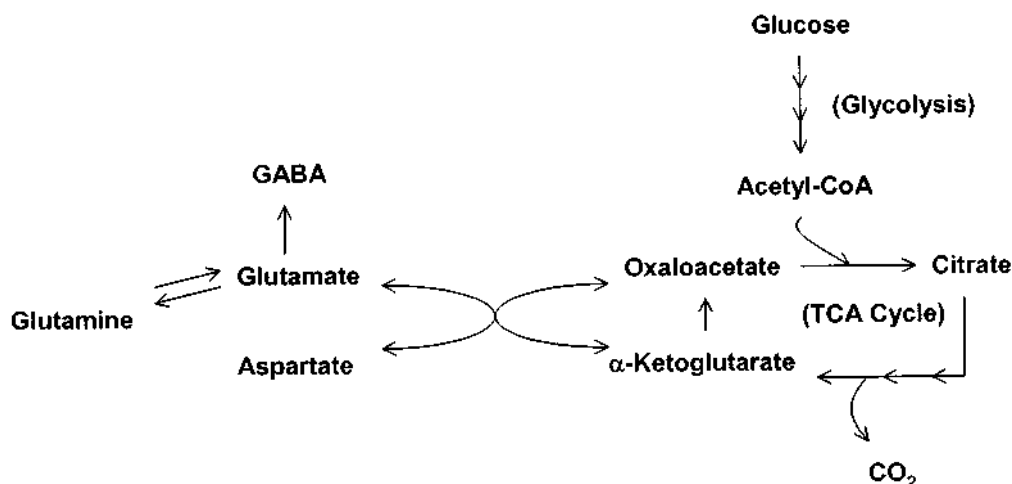 Glucose
(Glycolysis)
GABA
Acetyl-CoA
Glutamate
Oxaloacetate
Citrate
Glutamine
(TCA Cycle)
Aspartate
α-Ketoglutarate
CO₂